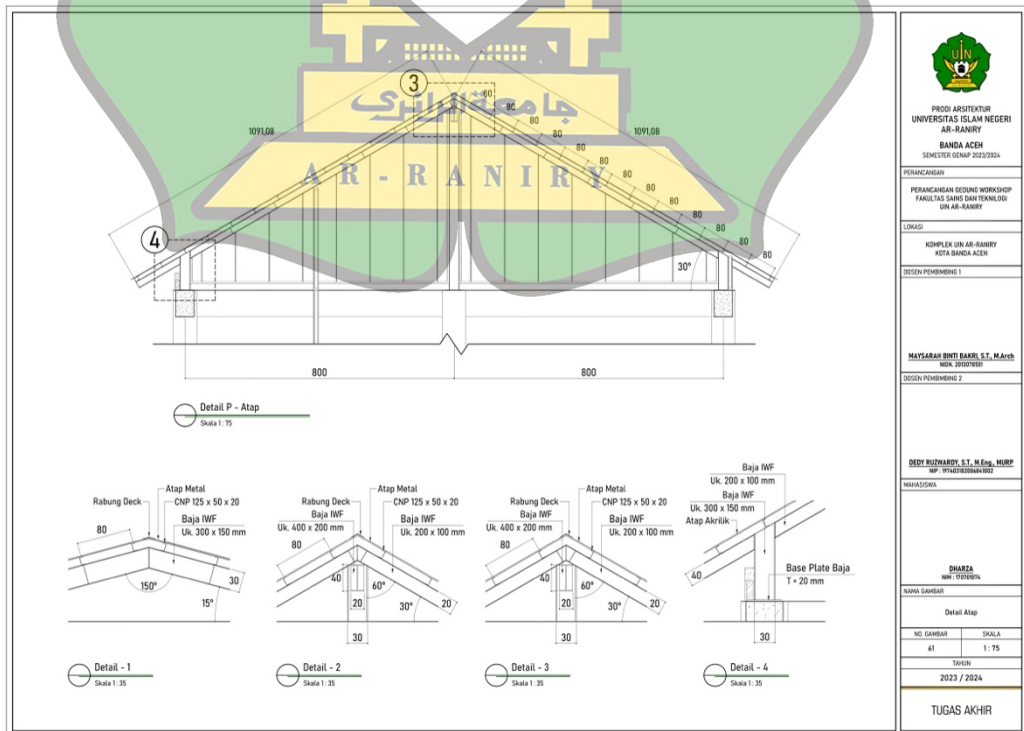 3
4
جامعةالرانري
AR-RANIRY
1091,08
1091,08
80
80
80
80
80
80
80
80
80
80
80
80
80
30°
800
800
Detail P - Atap
Skala 1 : 75
Rabung Deck
Atap Metal
CNP 125 x 50 x 20
Baja IWF
Uk. 300 x 150 mm
80
150°
30
15°
Detail - 1
Skala 1 : 35
Rabung Deck
Atap Metal
CNP 125 x 50 x 20
Baja IWF
Uk. 400 x 200 mm
Baja IWF
Uk. 200 x 100 mm
80
40
60°
20
30°
20
30
Detail - 2
Skala 1 : 35
Rabung Deck
Atap Metal
CNP 125 x 50 x 20
Baja IWF
Uk. 400 x 200 mm
Baja IWF
Uk. 200 x 100 mm
80
40
60°
20
30°
20
30
Detail - 3
Skala 1 : 35
Baja IWF
Uk. 200 x 100 mm
Baja IWF
Uk. 300 x 150 mm
Atap Akrilik
40
Base Plate Baja
T = 20 mm
30
Detail - 4
Skala 1 : 35
UIN
PRODI ARSITEKTUR
UNIVERSITAS ISLAM NEGERI
AR-RANIRY
BANDA ACEH
SEMESTER GENAP 2023/2024
PERANCANGAN
PERANCANGAN GEDUNG WORKSHOP
FAKULTAS SAINS DAN TEKNILOGI
UIN AR-RANIRY
LOKASI
KOMPLEK UIN AR-RANIRY
KOTA BANDA ACEH
DOSEN PEMBIMBING 1
MAYSARAH BINTI BAKRI, S.T., M.Arch
NIDN. 2013078501
DOSEN PEMBIMBING 2
DEDY RUZWARDY, S.T., M.Eng., MURP
NIP :
MAHASISWA
DHARZA
NIM : 170701074
NAMA GAMBAR
Detail Atap
NO. GAMBAR
SKALA
61
1 : 75
TAHUN
2023 / 2024
TUGAS AKHIR